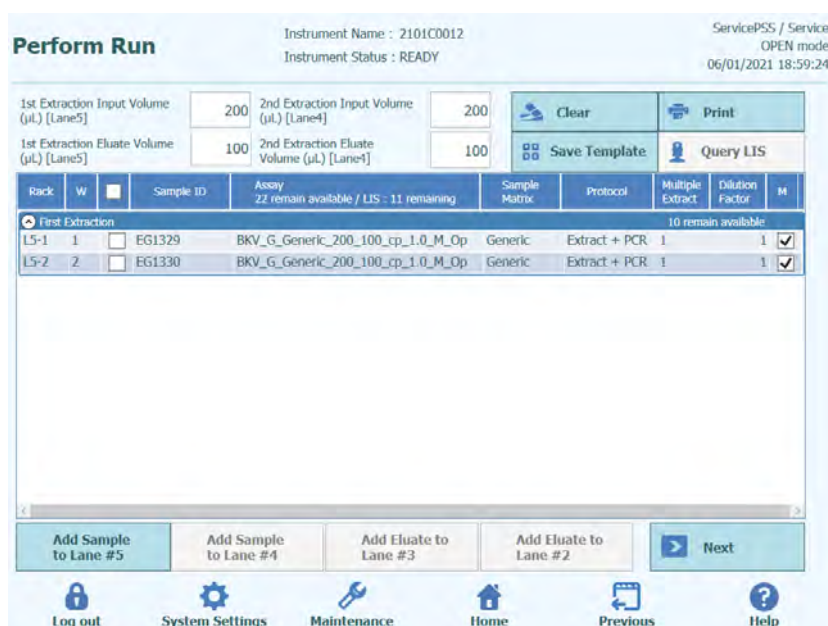 Perform Run
Instrument Name : 2101C0012
Instrument Status : READY
ServicePSS / Service
OPEN mode
06/01/2021 18:59:24
1st Extraction Input Volume
(µL) [Lane5]
200
2nd Extraction Input Volume
(µL) [Lane4]
200
Clear
Print
1st Extraction Eluate Volume
(µL) [Lane5]
100
2nd Extraction Eluate
Volume (µL) [Lane4]
100
Save Template
Query LIS
Rack W Sample ID Assay
22 remain available / LIS : 11 remaining
Sample
Matrix
Protocol
Multiple
Extract
Dilution
Factor
M
First Extraction 10 remain available
L5-1 1 EG1329 BKV_G_Generic_200_100_cp_1.0_M_Op Generic Extract + PCR 1 1
L5-2 2 EG1330 BKV_G_Generic_200_100_cp_1.0_M_Op Generic Extract + PCR 1 1
Add Sample
to Lane #5
Add Sample
to Lane #4
Add Eluate to
Lane #3
Add Eluate to
Lane #2
Next
Log out System Settings Maintenance Home Previous Help